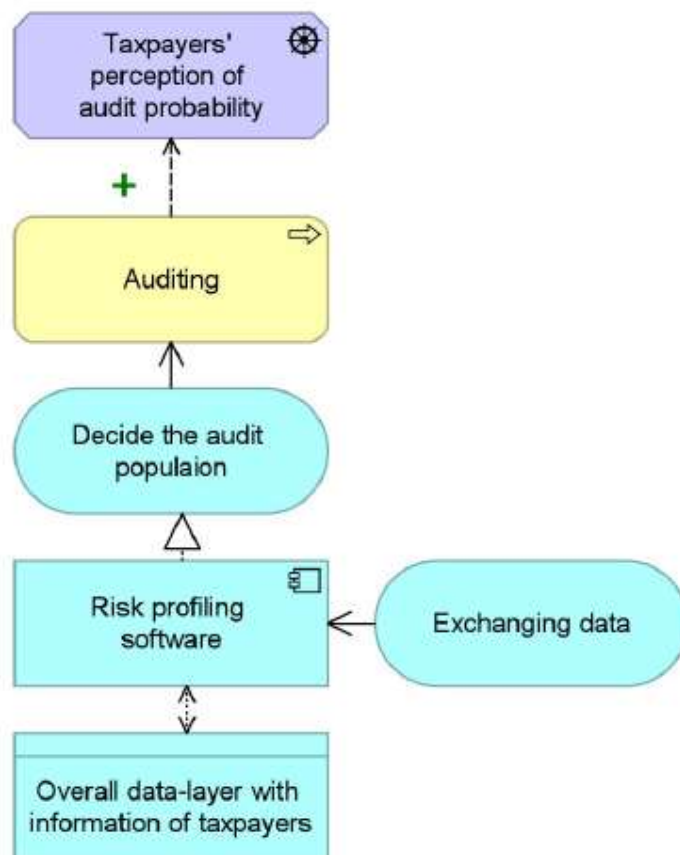 Taxpayers'
perception of
audit probability
+
Auditing
Decide the audit
populaion
Risk profiling
software
Exchanging data
Overall data-layer with
information of taxpayers